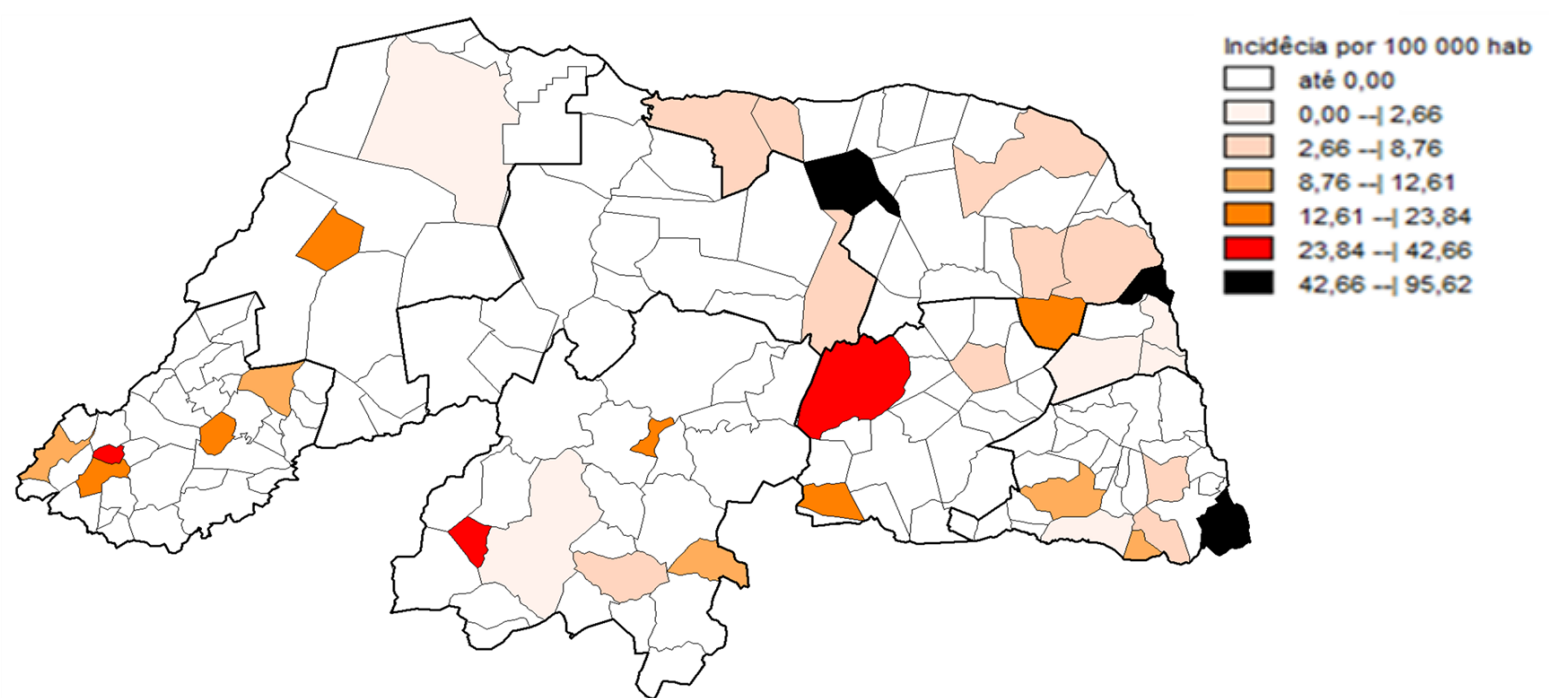 Incidêcia por 100 000 hab
até 0,00
0,00 --| 2,66
2,66 --| 8,76
8,76 --| 12,61
12,61 --| 23,84
23,84 --| 42,66
42,66 --| 95,62